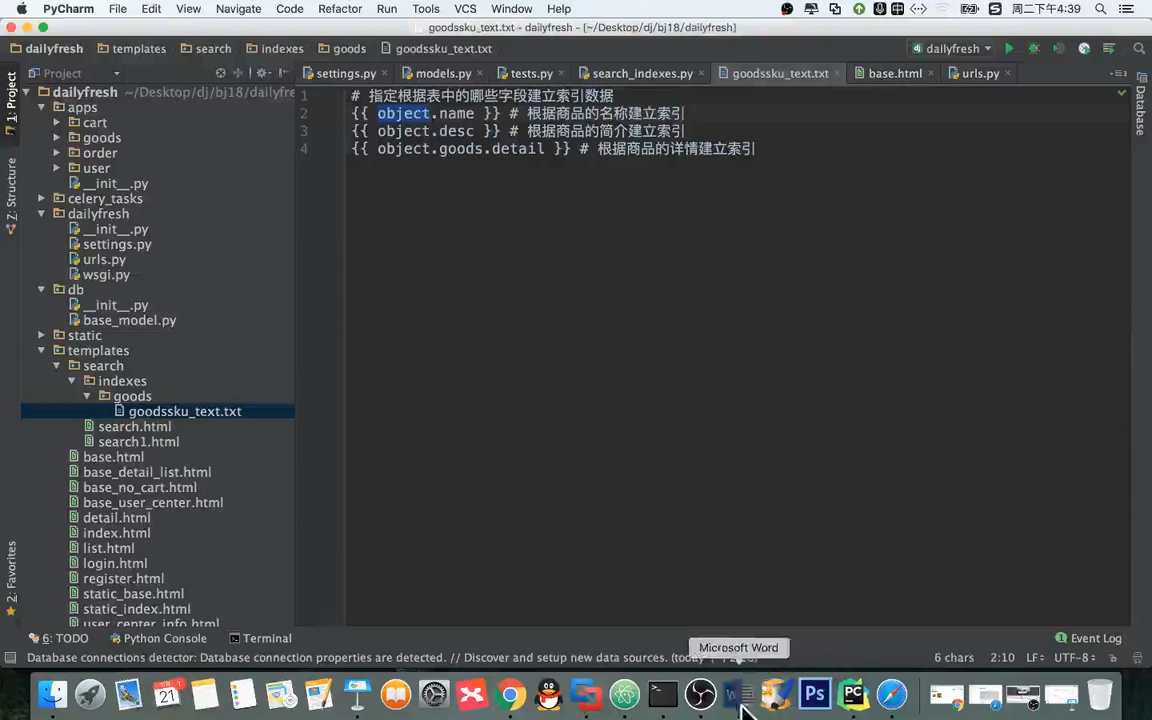 PyCharm File Edit View Navigate Code Refactor Run Tools VCS Window Help 周二下午4:39
goodssku_text.txt - dailyfresh - [~/Desktop/dj/bj18/dailyfresh]
dailyfresh templates search indexes goods goodssku_text.txt dailyfresh
Project settings.py models.py tests.py search_indexes.py goodssku_text.txt base.html urls.py
1: Project
Z: Structure
2: Favorites
Database
dailyfresh ~/Desktop/dj/bj18/dailyfre
apps
cart
goods
order
user
__init__.py
celery_tasks
dailyfresh
__init__.py
settings.py
urls.py
wsgi.py
db
__init__.py
base_model.py
static
templates
search
indexes
goods
goodssku_text.txt
search.html
search1.html
base.html
base_detail_list.html
base_no_cart.html
base_user_center.html
detail.html
index.html
list.html
login.html
register.html
static_base.html
static_index.html
user_center_info.html
1 # 指定根据表中的哪些字段建立索引数据
2 {{ object.name }} # 根据商品的名称建立索引
3 {{ object.desc }} # 根据商品的简介建立索引
4 {{ object.goods.detail }} # 根据商品的详情建立索引
6: TODO Python Console Terminal 1 Event Log
Microsoft Word
Database connections detector: Database connection properties are detected. // Discover and setup new data sources. (today 6 chars 2:10 LF÷ UTF-8÷
21
Ps
PC